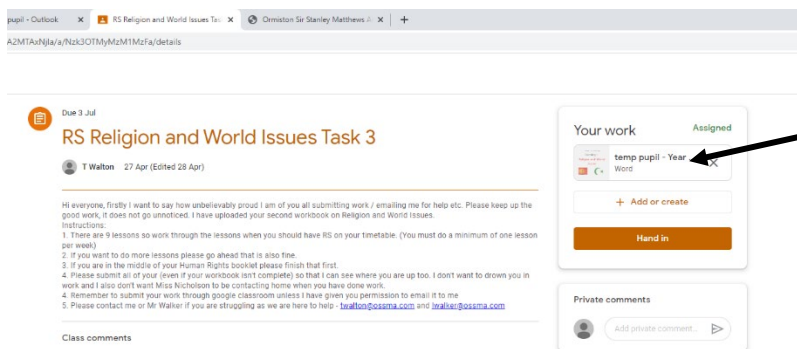 pupil - Outlook
RS Religion and World Issues Tas
Ormiston Sir Stanley Matthews A
A2MTAxNjla/a/Nzk3OTMyMzM1MzFa/details
Due 3 Jul
RS Religion and World Issues Task 3
T Walton 27 Apr (Edited 28 Apr)
Hi everyone, firstly I want to say how unbelievably proud I am of you all submitting work / emailing me for help etc. Please keep up the
good work, it does not go unnoticed. I have uploaded your second workbook on Religion and World Issues.
Instructions:
1. There are 9 lessons so work through the lessons when you should have RS on your timetable. (You must do a minimum of one lesson
per week)
2. If you want to do more lessons please go ahead that is also fine.
3. If you are in the middle of your Human Rights booklet please finish that first.
4. Please submit all of your (even if your workbook isn't complete) so that I can see where you are up too. I don't want to drown you in
work and I also don't want Miss Nicholson to be contacting home when you have done work.
4. Remember to submit your work through google classroom unless I have given you permission to email it to me
5. Please contact me or Mr Walker if you are struggling as we are here to help - twalton@ossma.com and lwalker@ossma.com
Class comments
Your work Assigned
temp pupil - Year
Word
+ Add or create
Hand in
Private comments
Add private comment...